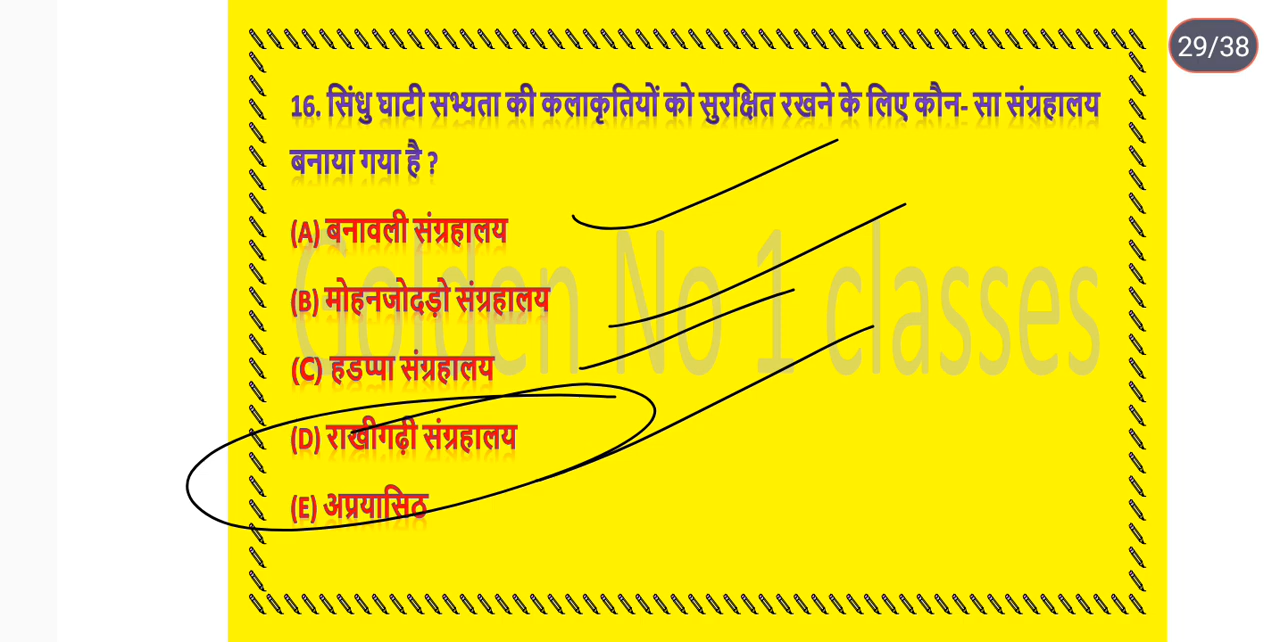 29/38
16. सिंधु घाटी सभ्यता की कलाकृतियों को सुरक्षित रखने के लिए कौन- सा संग्रहालय
बनाया गया है ?
(A) बनावली संग्रहालय
(B) मोहनजोदड़ो संग्रहालय
(C) हडप्पा संग्रहालय
(D) राखीगढ़ी संग्रहालय
(E) अप्रयासिठ
Golden No 1 classes